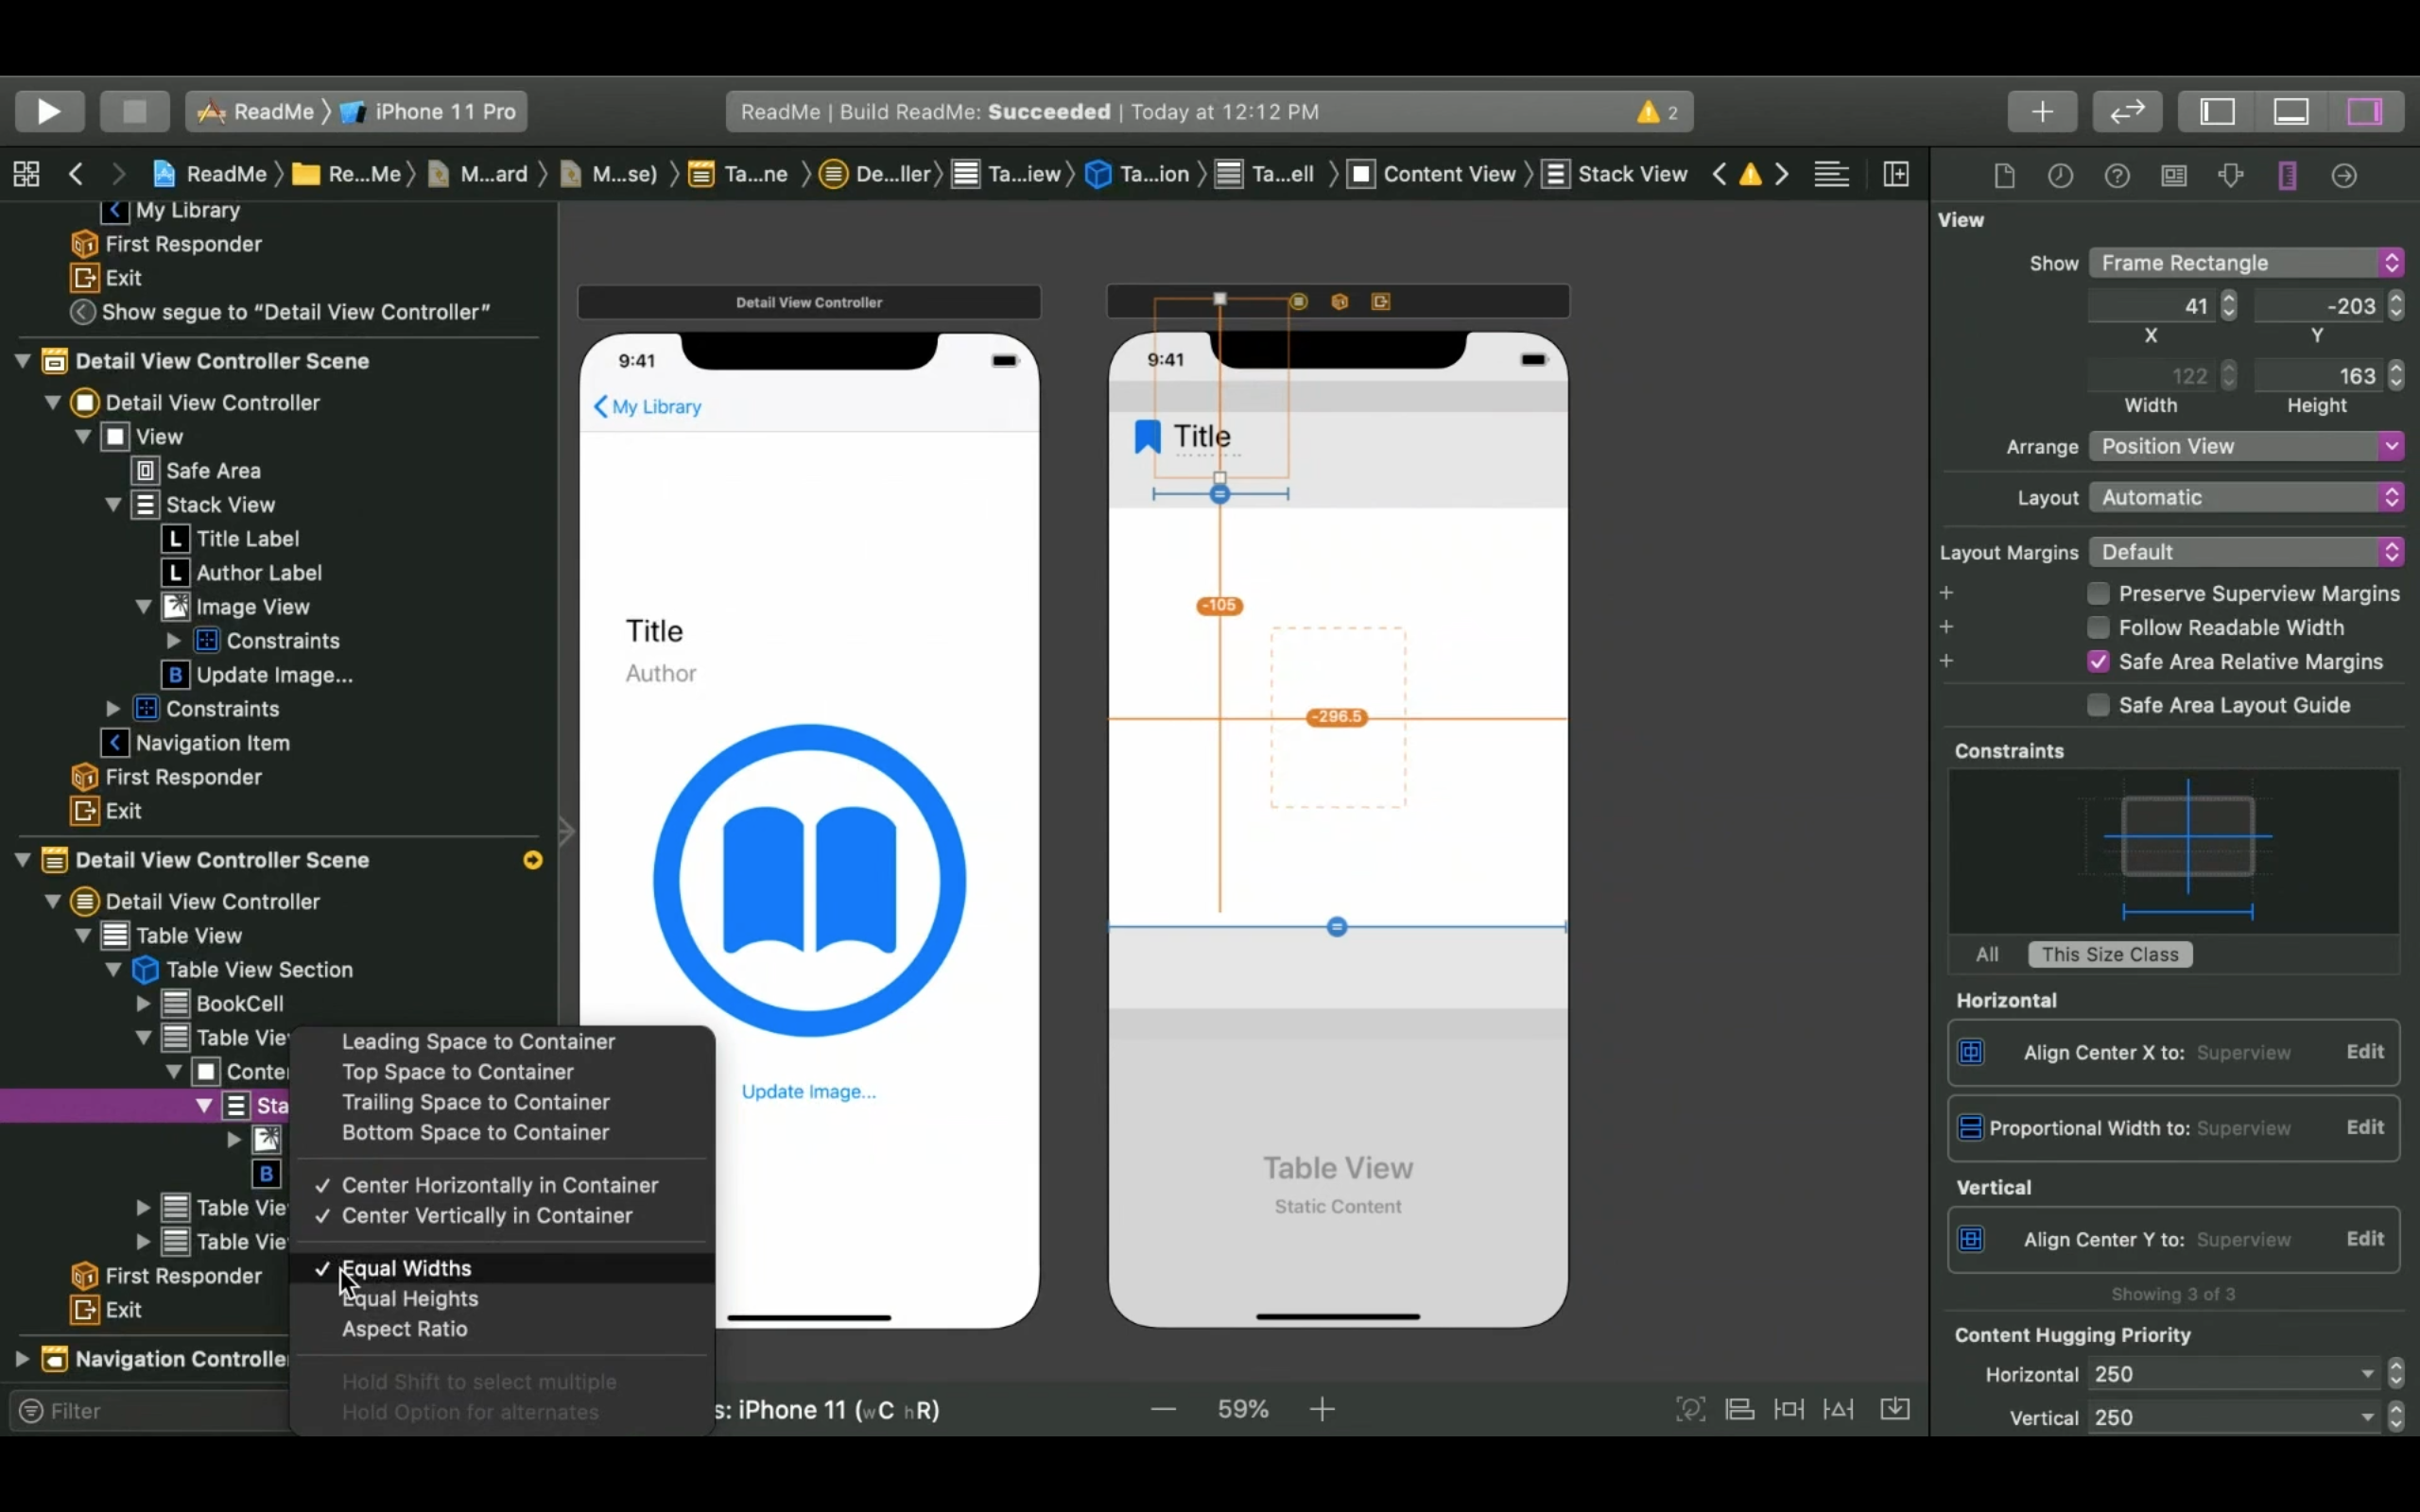 ReadMe 〉 iPhone 11 Pro
ReadMe | Build ReadMe: Succeeded | Today at 12:12 PM
2
ReadMe 〉 Re...Me 〉 M...ard 〉 M...se) 〉 Ta...ne 〉 De...ller 〉 Ta...iew 〉 Ta...ion 〉 Ta...ell 〉 Content View 〉 Stack View
My Library
First Responder
Exit
Show segue to “Detail View Controller”
Detail View Controller Scene
Detail View Controller
View
Safe Area
Stack View
L Title Label
L Author Label
Image View
Constraints
B Update Image...
Constraints
Navigation Item
First Responder
Exit
Detail View Controller Scene
Detail View Controller
Table View
Table View Section
BookCell
Table Vie
Conte
Sta
B
Table Vie
Table Vie
First Responder
Exit
Navigation Controlle
Filter
Leading Space to Container
Top Space to Container
Trailing Space to Container
Bottom Space to Container
✓ Center Horizontally in Container
✓ Center Vertically in Container
✓ Equal Widths
Equal Heights
Aspect Ratio
Hold Shift to select multiple
Hold Option for alternates
Detail View Controller
9:41
My Library
Title
Author
Update Image...
9:41
Title
-105
-296.5
Table View
Static Content
s: iPhone 11 (wC hR)
59%
View
Show Frame Rectangle
41 -203
X Y
122 163
Width Height
Arrange Position View
Layout Automatic
Layout Margins Default
+ Preserve Superview Margins
+ Follow Readable Width
+ Safe Area Relative Margins
Safe Area Layout Guide
Constraints
All This Size Class
Horizontal
Align Center X to: Superview Edit
Proportional Width to: Superview Edit
Vertical
Align Center Y to: Superview Edit
Showing 3 of 3
Content Hugging Priority
Horizontal 250
Vertical 250